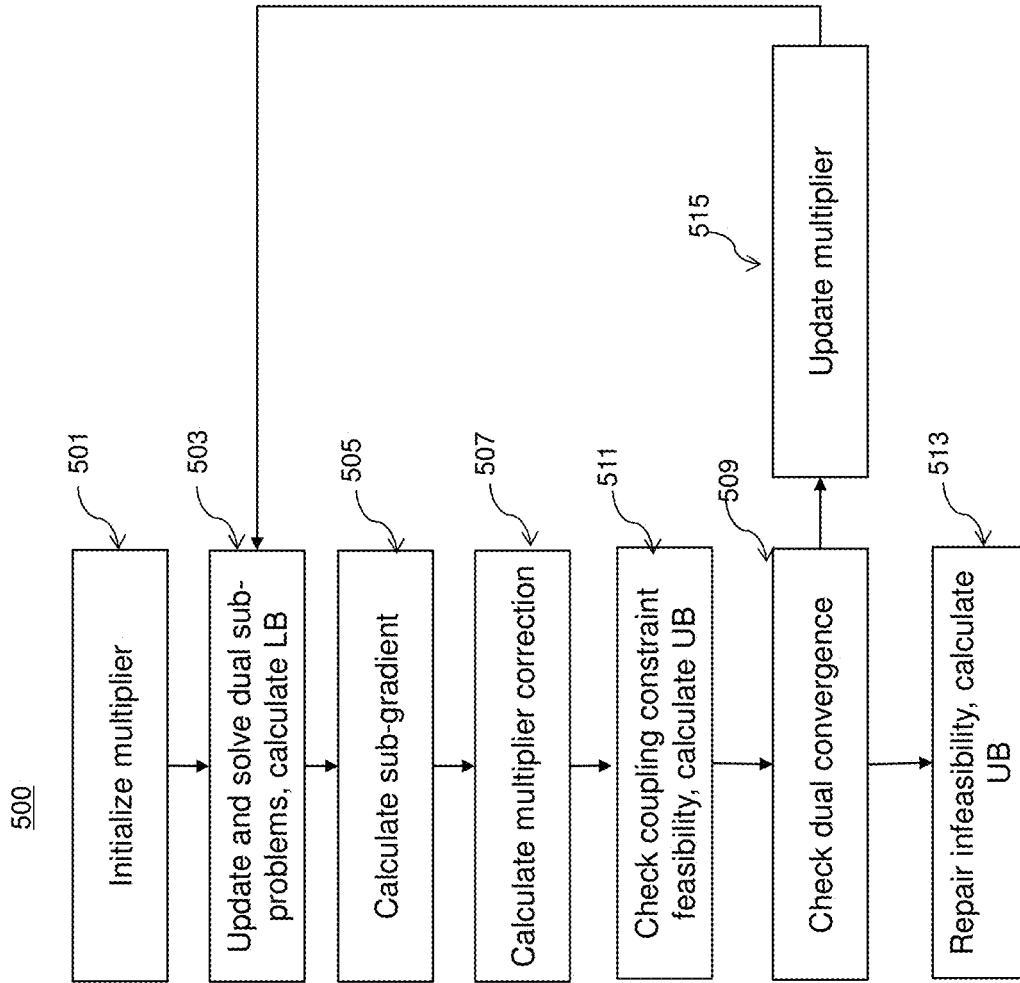 500
501
Initialize multiplier
503
Update and solve dual sub-
problems, calculate LB
505
Calculate sub-gradient
507
Calculate multiplier correction
511
Check coupling constraint
feasibility, calculate UB
509
Check dual convergence
515
Update multiplier
513
Repair infeasibility, calculate
UB